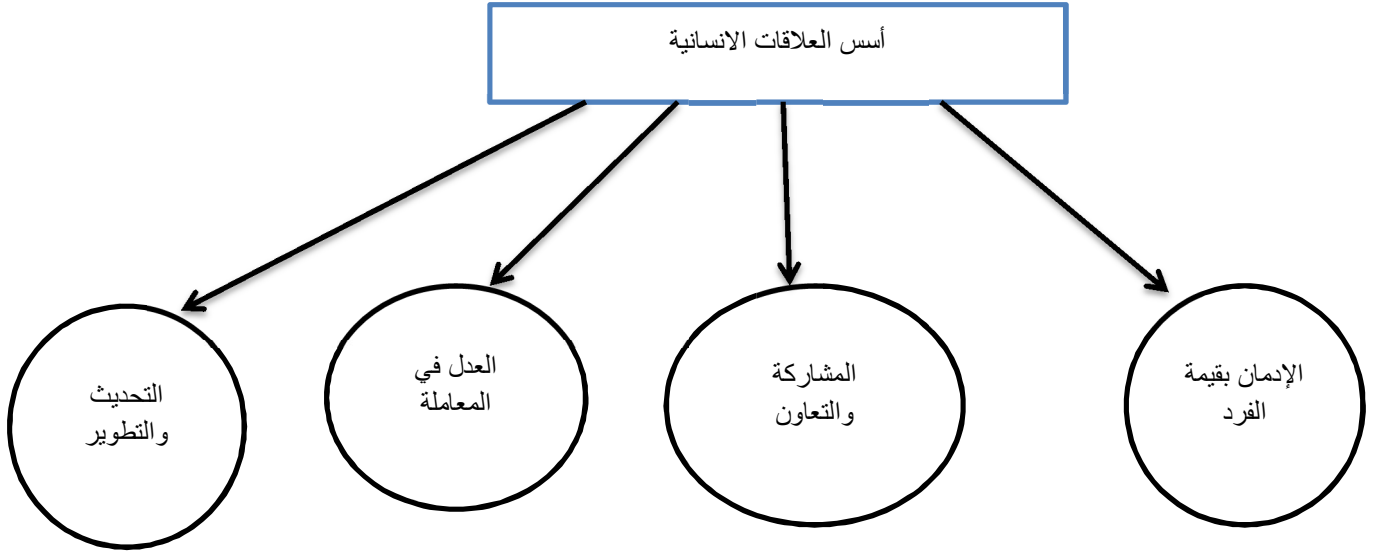 أسس العلاقات الانسانية
الإدمان بقيمة
الفرد
المشاركة
والتعاون
العدل في
المعاملة
التحديث
والتطوير